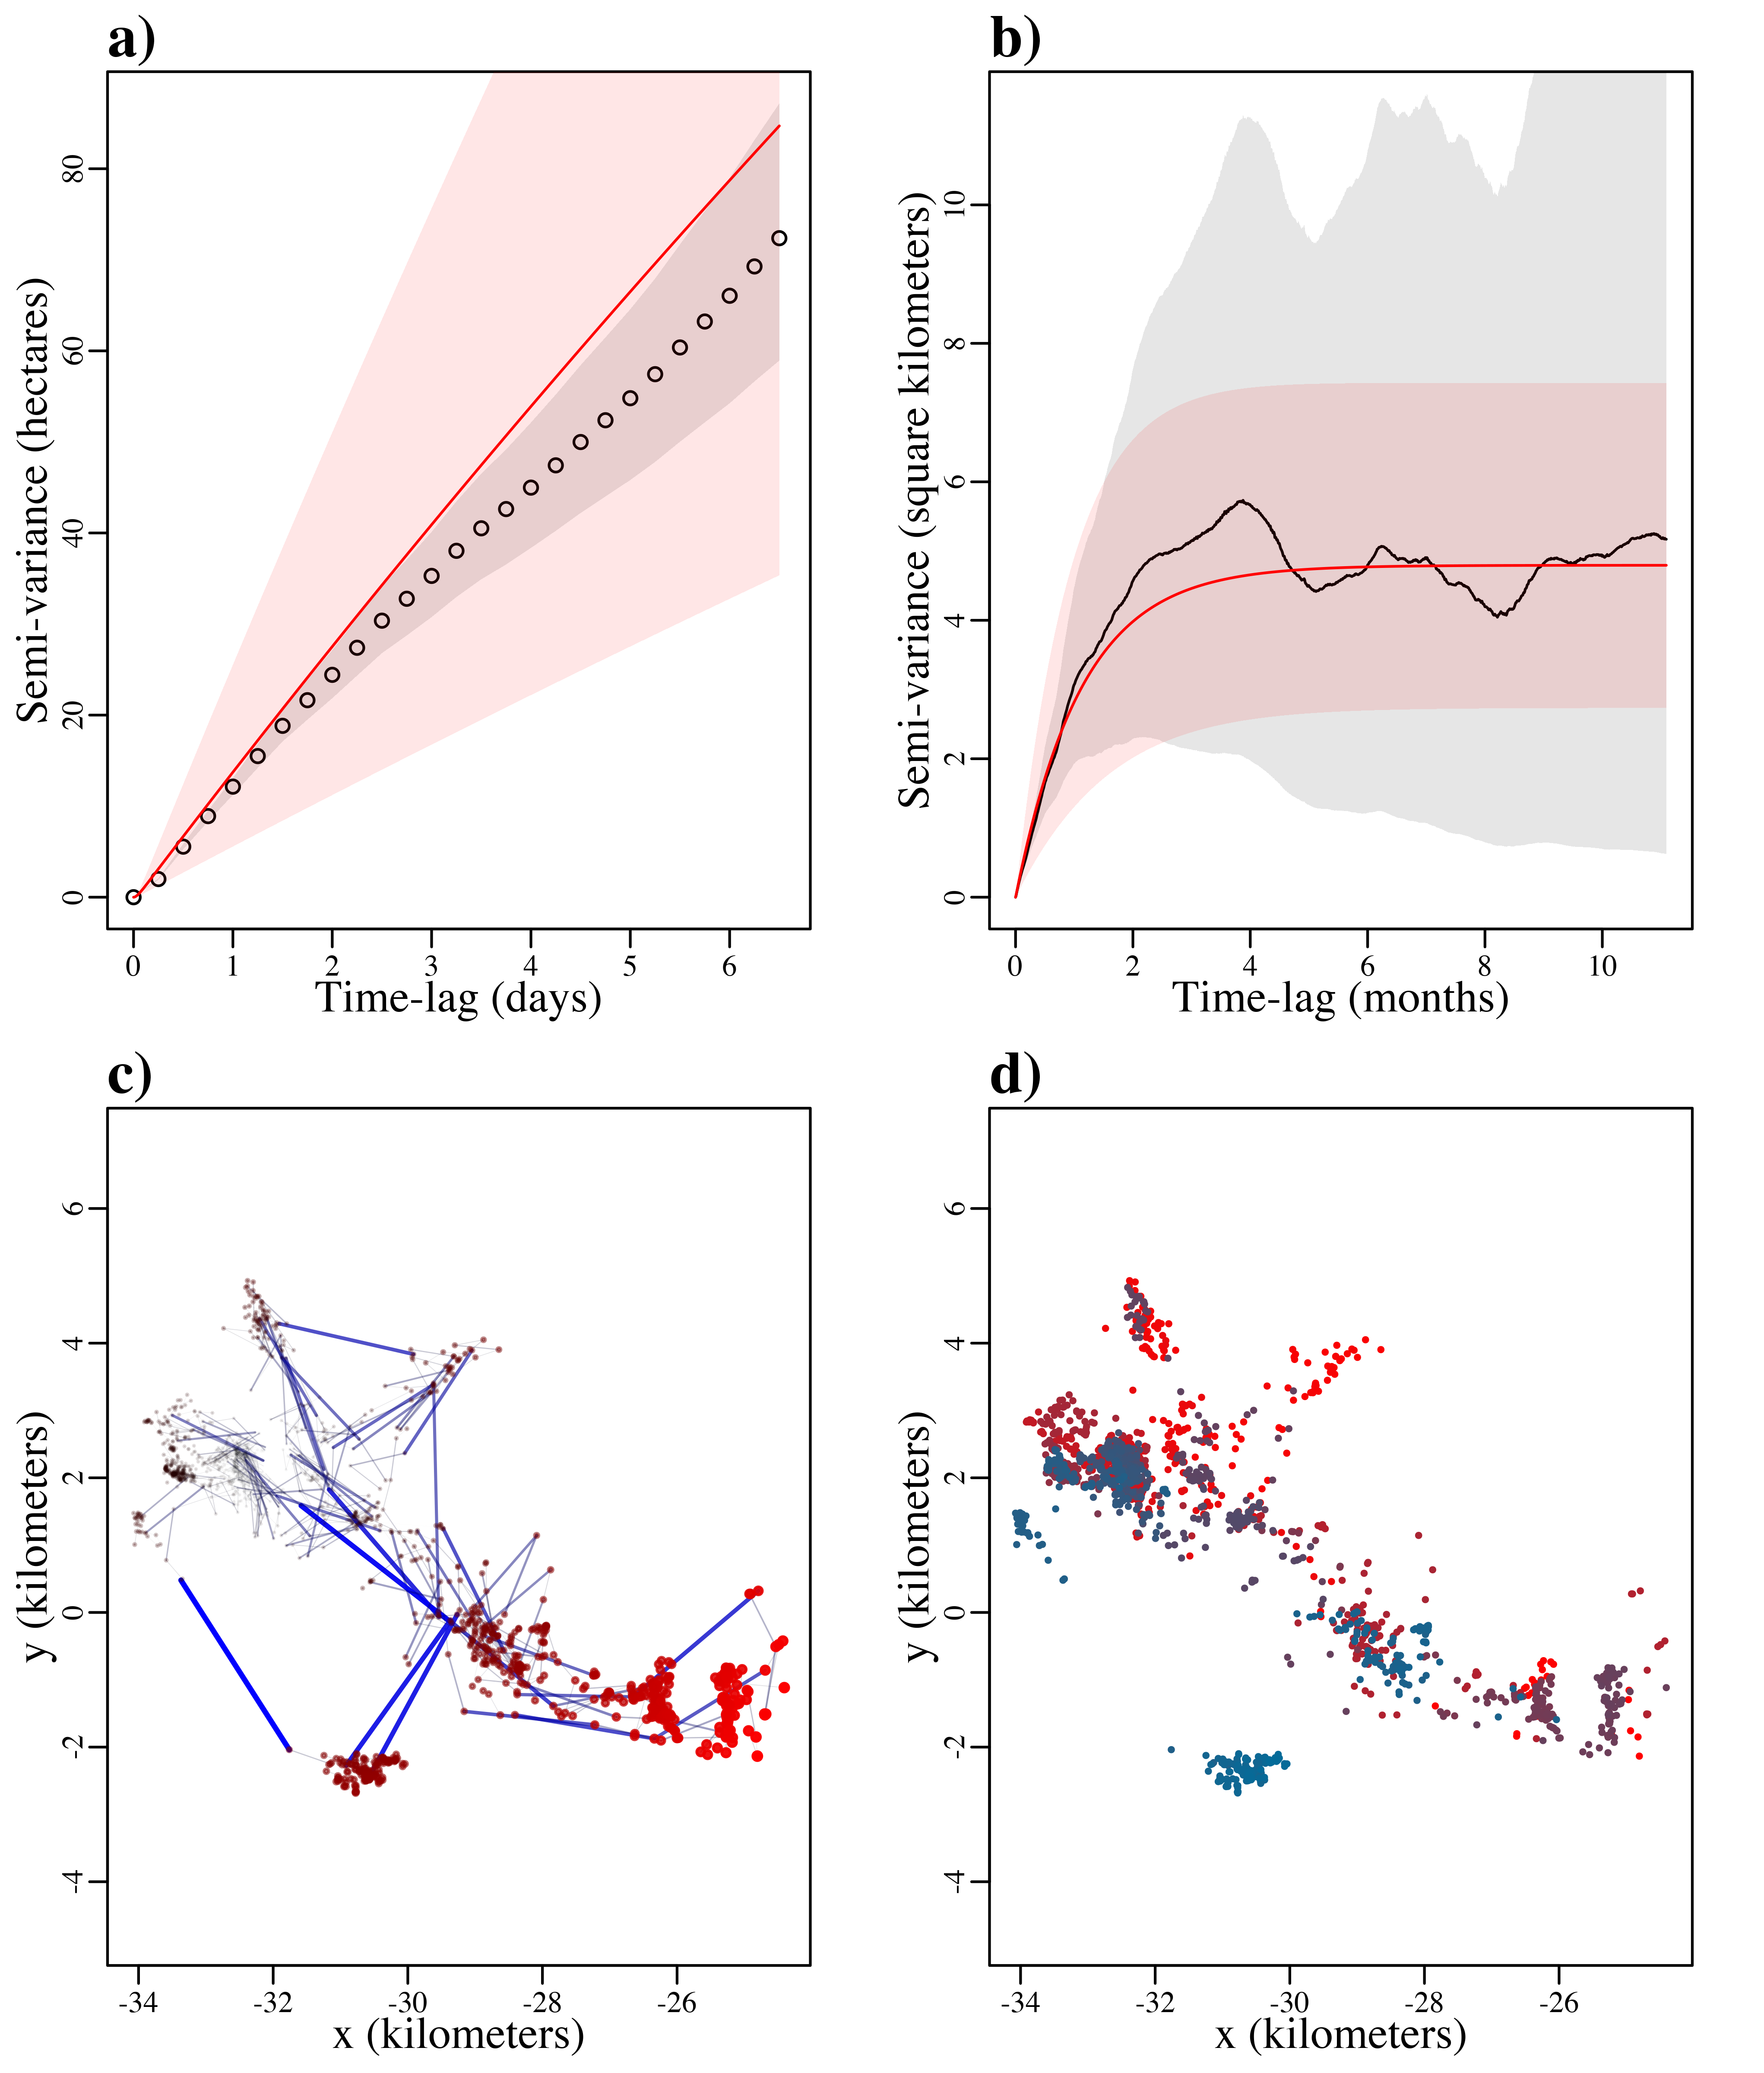 a)
Semi-variance (hectares)
0 20 40 60 80
0 1 2 3 4 5 6
Time-lag (days)
b)
Semi-variance (square kilometers)
0 2 4 6 8 10
0 2 4 6 8 10
Time-lag (months)
c)
y (kilometers)
-4 -2 0 2 4 6
-34 -32 -30 -28 -26
x (kilometers)
d)
y (kilometers)
-4 -2 0 2 4 6
-34 -32 -30 -28 -26
x (kilometers)